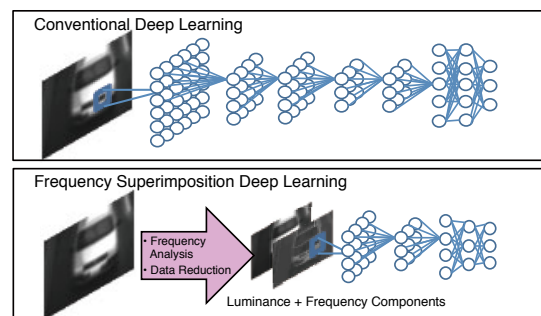 Conventional Deep Learning
Frequency Superimposition Deep Learning
• Frequency
Analysis
• Data Reduction
Luminance + Frequency Components